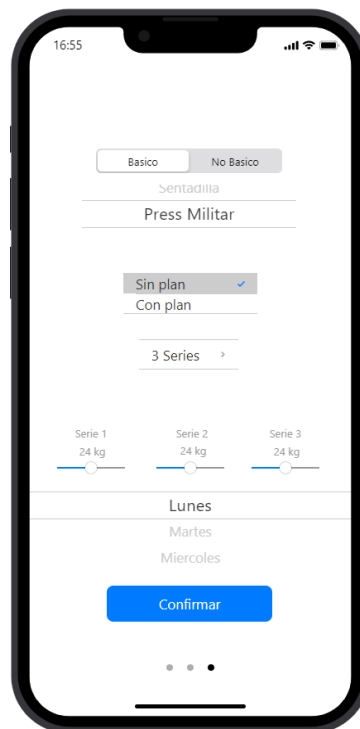 16:55
Basico No Basico
Sentadilla
Press Militar
Sin plan
Con plan
3 Series
Serie 1 Serie 2 Serie 3
24 kg 24 kg 24 kg
Lunes
Martes
Miercoles
Confirmar